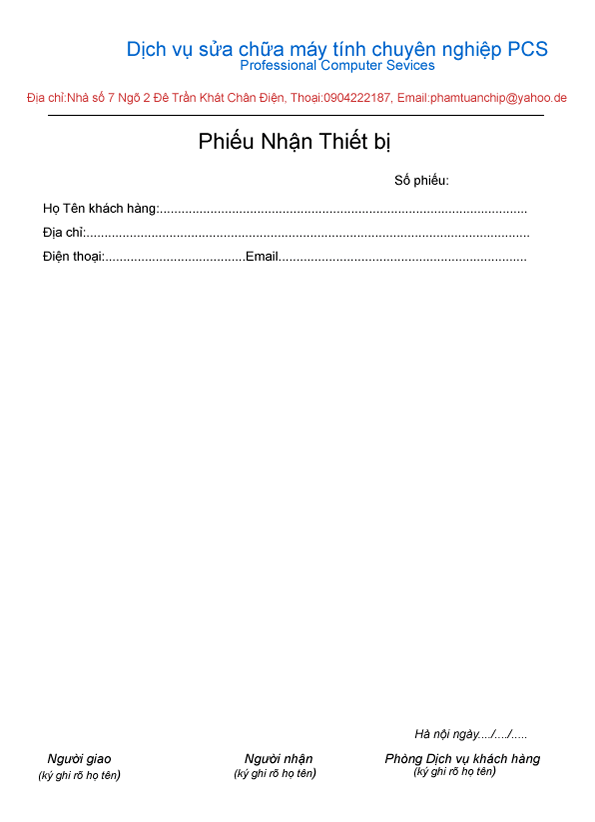 Dịch vụ sửa chữa máy tính chuyên nghiệp PCS
Professional Computer Sevices
Địa chỉ:Nhà số 7 Ngõ 2 Đê Trần Khát Chân Điện, Thoại:0904222187, Email:phamtuanchip@yahoo.de
Phiếu Nhận Thiết bị
Số phiếu:
Họ Tên khách hàng:.....................................................................................................
Địa chỉ:..........................................................................................................................
Điện thoại:.......................................Email....................................................................
Hà nội ngày..../..../.....
Người giao Người nhận Phòng Dịch vụ khách hàng
(ký ghi rõ họ tên) (ký ghi rõ họ tên) (ký ghi rõ họ tên)